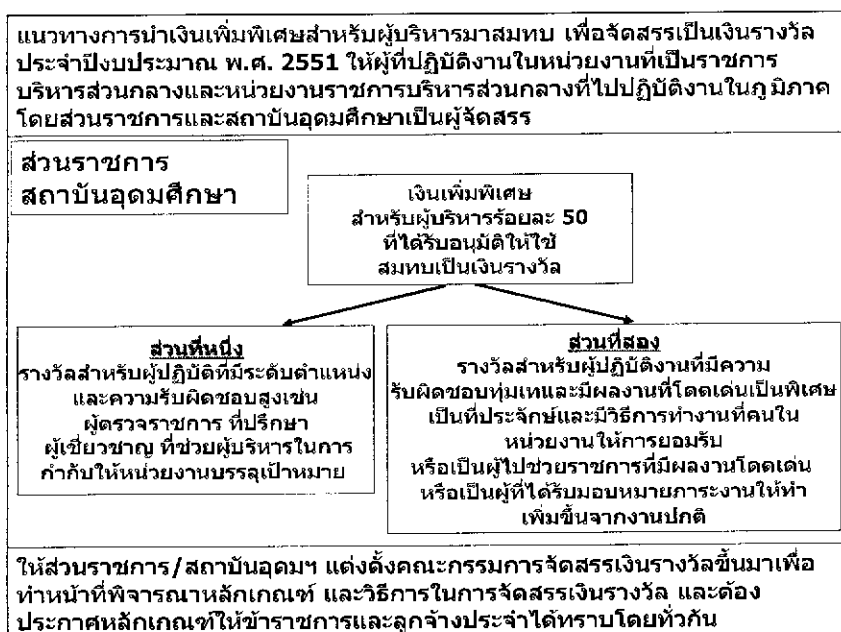 แนวทางการนำเงินเพิ่มพิเศษสำหรับผู้บริหารมาสมทบ เพื่อจัดสรรเป็นเงินรางวัล
ประจำปีงบประมาณ พ.ศ. 2551 ให้ผู้ที่ปฏิบัติงานในหน่วยงานที่เป็นราชการ
บริหารส่วนกลางและหน่วยงานราชการบริหารส่วนกลางที่ไปปฏิบัติงานในภูมิภาค
โดยส่วนราชการและสถาบันอุดมศึกษาเป็นผู้จัดสรร
ส่วนราชการ
สถาบันอุดมศึกษา
เงินเพิ่มพิเศษ
สำหรับผู้บริหารร้อยละ 50
ที่ได้รับอนุมัติให้ใช้
สมทบเป็นเงินรางวัล
ส่วนที่หนึ่ง
รางวัลสำหรับผู้ปฏิบัติที่มีระดับตำแหน่ง
และความรับผิดชอบสูงเช่น
ผู้ตรวจราชการ ที่ปรึกษา
ผู้เชี่ยวชาญ ที่ช่วยผู้บริหารในการ
กำกับให้หน่วยงานบรรลุเป้าหมาย
ส่วนที่สอง
รางวัลสำหรับผู้ปฏิบัติงานที่มีความ
รับผิดชอบทุ่มเทและมีผลงานที่โดดเด่นเป็นพิเศษ
เป็นที่ประจักษ์และมีวิธีการทำงานที่คนใน
หน่วยงานให้การยอมรับ
หรือเป็นผู้ไปช่วยราชการที่มีผลงานโดดเด่น
หรือเป็นผู้ที่ได้รับมอบหมายภาระงานให้ทำ
เพิ่มขึ้นจากงานปกติ
ให้ส่วนราชการ/สถาบันอุดมฯ แต่งตั้งคณะกรรมการจัดสรรเงินรางวัลขึ้นมาเพื่อ
ทำหน้าที่พิจารณาหลักเกณฑ์ และวิธีการในการจัดสรรเงินรางวัล และต้อง
ประกาศหลักเกณฑ์ให้ข้าราชการและลูกจ้างประจำได้ทราบโดยทั่วกัน